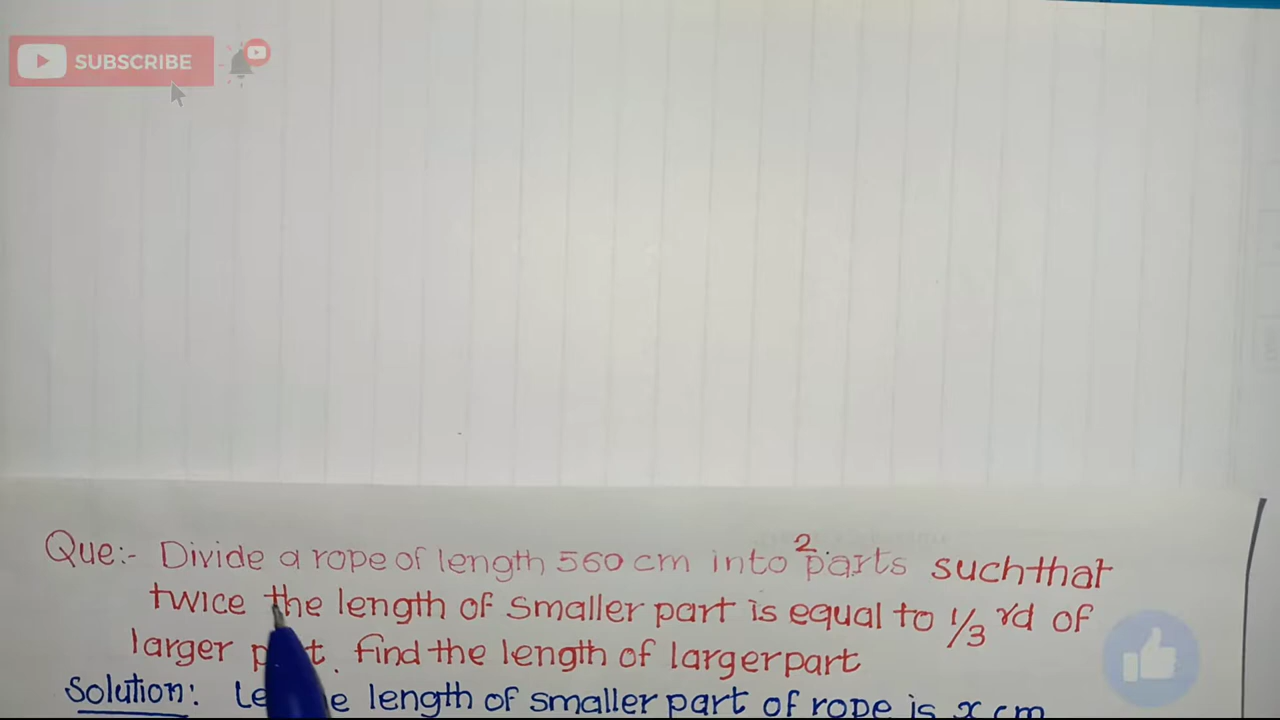 SUBSCRIBE
Que:- Divide a rope of length 560 cm into 2 parts such that
twice the length of smaller part is equal to 1/3 rd of
larger part. find the length of larger part
Solution: length of smaller part of rope is x cm